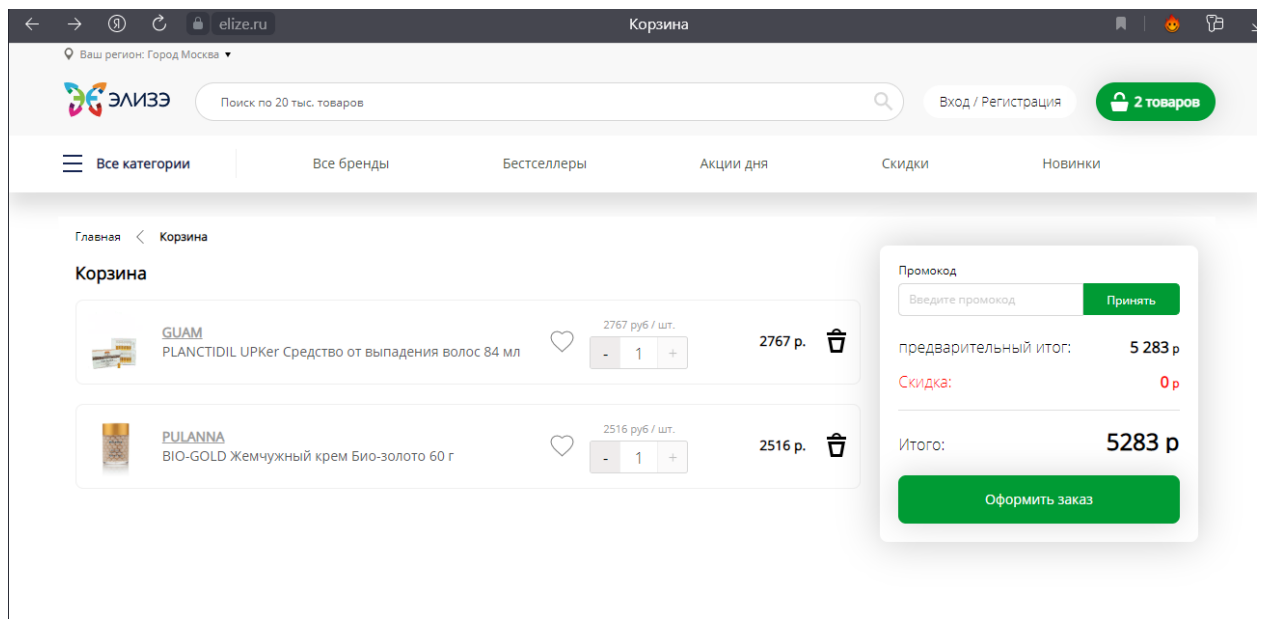 elize.ru
Корзина
Ваш регион: Город Москва
ЭЛИЗЭ
Поиск по 20 тыс. товаров
Вход / Регистрация
2 товаров
Все категории
Все бренды
Бестселлеры
Акции дня
Скидки
Новинки
Главная
Корзина
Корзина
GUAM
PLANCTIDIL UPKer Средство от выпадения волос 84 мл
2767 руб / шт.
- 1 +
2767 р.
PULANNA
BIO-GOLD Жемчужный крем Био-золото 60 г
2516 руб / шт.
- 1 +
2516 р.
Промокод
Введите промокод
Принять
предварительный итог: 5 283 р
Скидка: 0 р
Итого: 5283 р
Оформить заказ